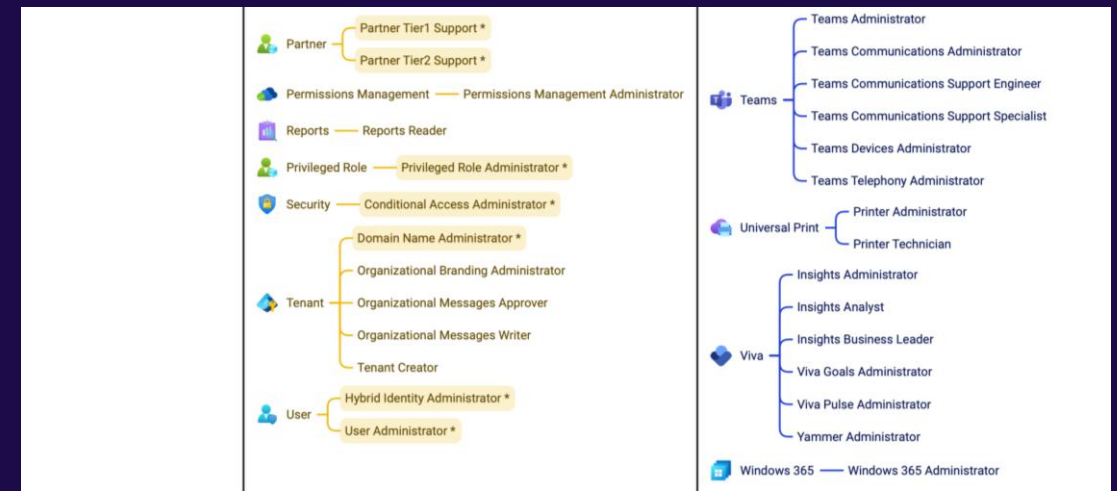 Partner
Partner Tier1 Support *
Partner Tier2 Support *
Permissions Management
Permissions Management Administrator
Reports
Reports Reader
Privileged Role
Privileged Role Administrator *
Security
Conditional Access Administrator *
Tenant
Domain Name Administrator *
Organizational Branding Administrator
Organizational Messages Approver
Organizational Messages Writer
Tenant Creator
User
Hybrid Identity Administrator *
User Administrator *
Teams
Teams Administrator
Teams Communications Administrator
Teams Communications Support Engineer
Teams Communications Support Specialist
Teams Devices Administrator
Teams Telephony Administrator
Universal Print
Printer Administrator
Printer Technician
Viva
Insights Administrator
Insights Analyst
Insights Business Leader
Viva Goals Administrator
Viva Pulse Administrator
Yammer Administrator
Windows 365
Windows 365 Administrator